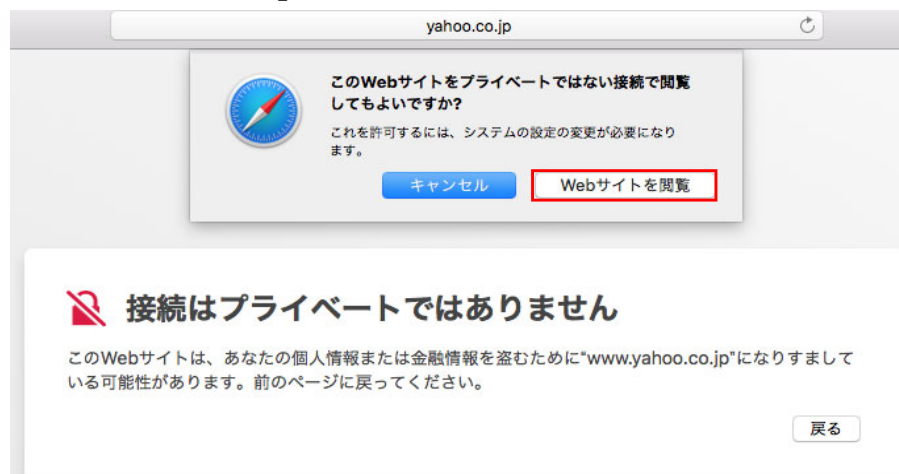 yahoo.co.jp
このWebサイトをプライベートではない接続で閲覧
してもよいですか?
これを許可するには、システムの設定の変更が必要になり
ます。
キャンセル
Webサイトを閲覧
接続はプライベートではありません
このWebサイトは、あなたの個人情報または金融情報を盗むために"www.yahoo.co.jp"になりすまして
いる可能性があります。前のページに戻ってください。
戻る